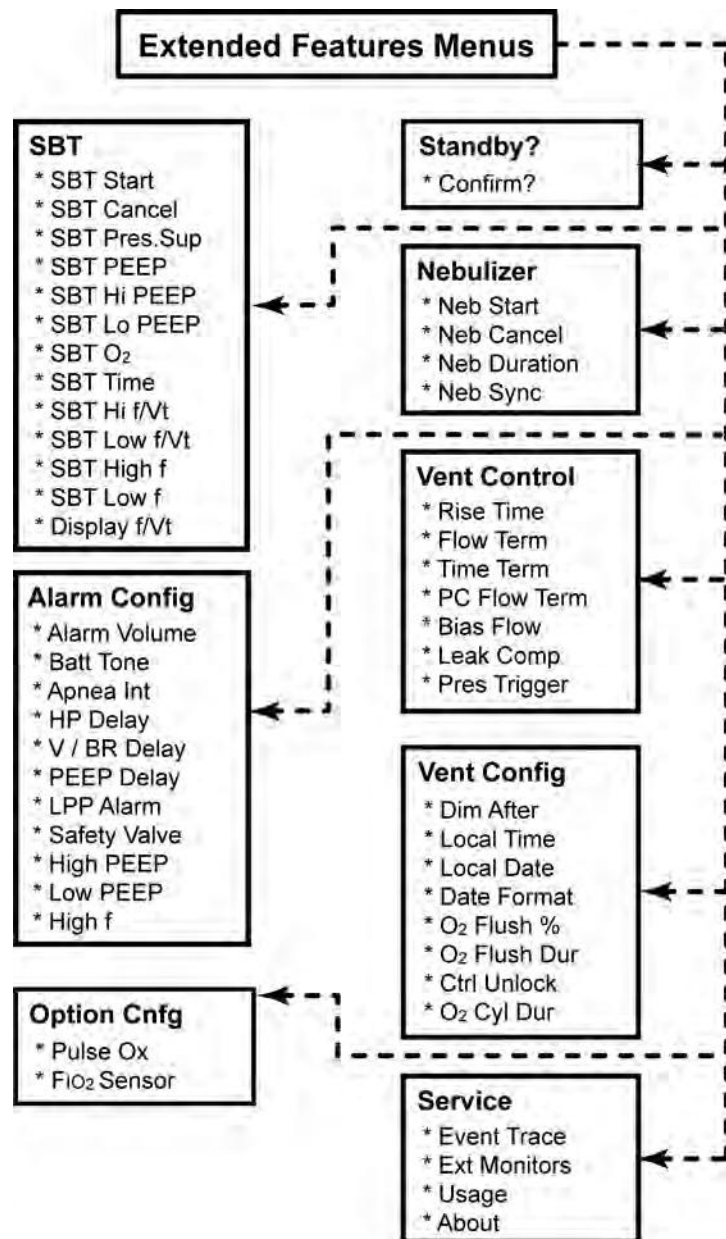 Extended Features Menus
SBT
* SBT Start
* SBT Cancel
* SBT Pres.Sup
* SBT PEEP
* SBT Hi PEEP
* SBT Lo PEEP
* SBT O₂
* SBT Time
* SBT Hi f/Vt
* SBT Low f/Vt
* SBT High f
* SBT Low f
* Display f/Vt
Alarm Config
* Alarm Volume
* Batt Tone
* Apnea Int
* HP Delay
* V / BR Delay
* PEEP Delay
* LPP Alarm
* Safety Valve
* High PEEP
* Low PEEP
* High f
Option Cnfg
* Pulse Ox
* FIO₂ Sensor
Standby?
* Confirm?
Nebulizer
* Neb Start
* Neb Cancel
* Neb Duration
* Neb Sync
Vent Control
* Rise Time
* Flow Term
* Time Term
* PC Flow Term
* Bias Flow
* Leak Comp
* Pres Trigger
Vent Config
* Dim After
* Local Time
* Local Date
* Date Format
* O₂ Flush %
* O₂ Flush Dur
* Ctrl Unlock
* O₂ Cyl Dur
Service
* Event Trace
* Ext Monitors
* Usage
* About